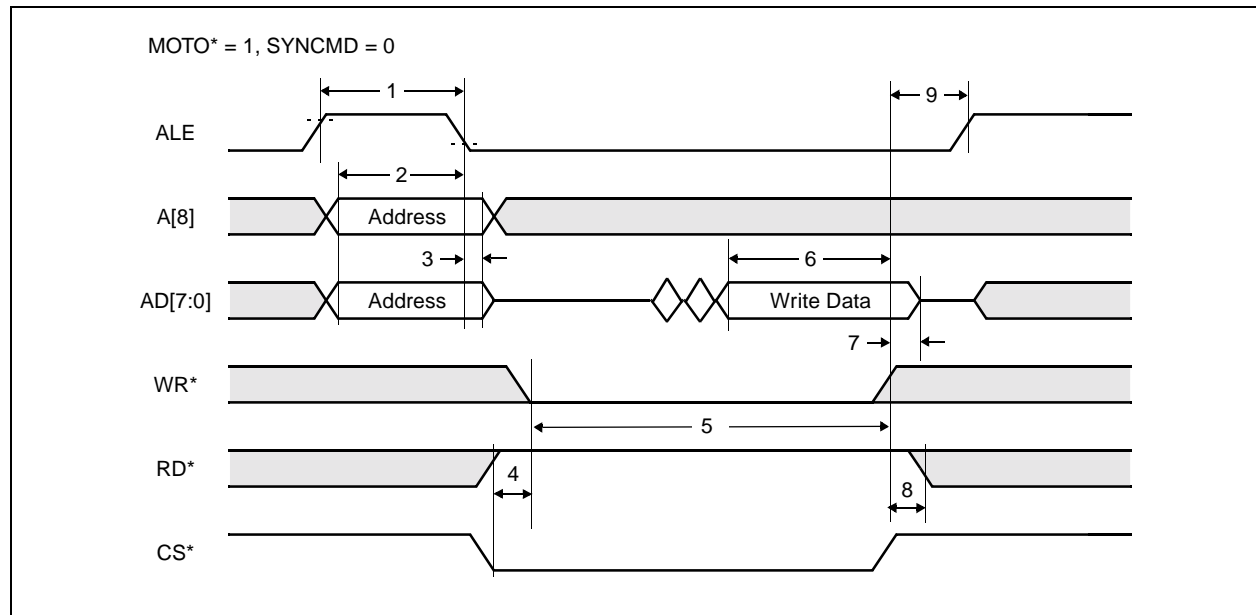 MOTO* = 1, SYNCMD = 0
1
9
ALE
2
A[8]
Address
3
6
AD[7:0]
Address
Write Data
7
WR*
5
RD*
4
8
CS*